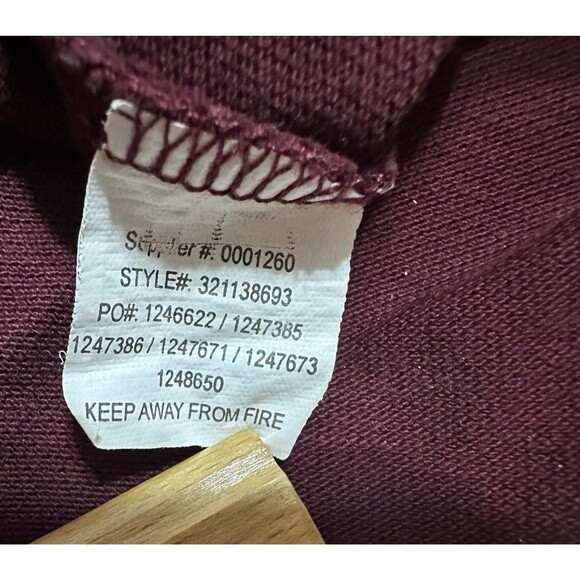 Supplier #: 0001260
STYLE#: 321138693
PO#: 1246622 / 1247385
1247386 / 1247671 / 1247673
1248650
KEEP AWAY FROM FIRE